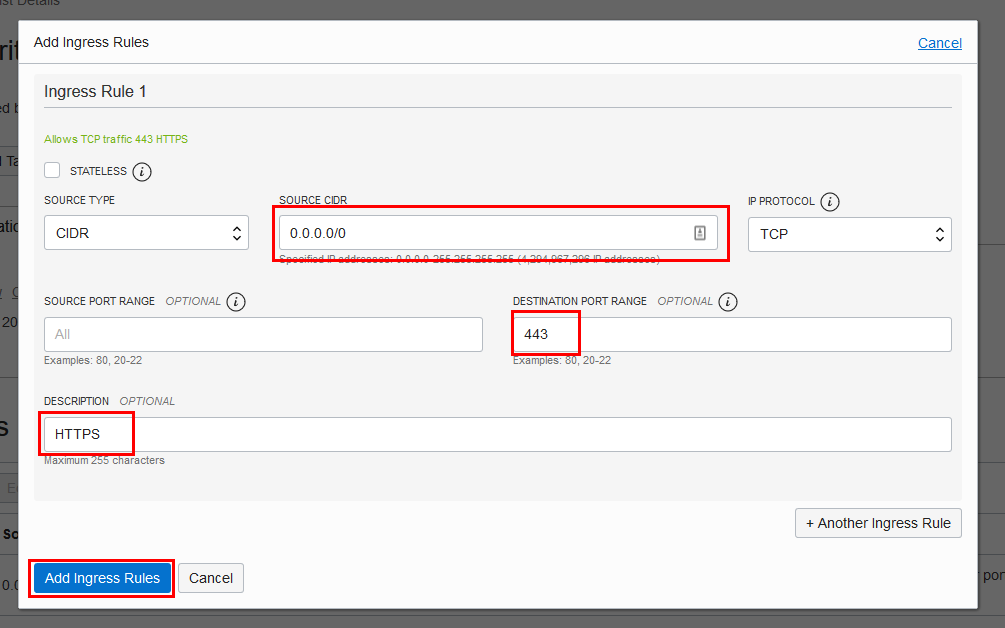 Add Ingress Rules
Cancel
Ingress Rule 1
Allows TCP traffic 443 HTTPS
STATELESS i
SOURCE TYPE
SOURCE CIDR
IP PROTOCOL i
CIDR
0.0.0.0/0
TCP
Specified IP addresses: 0.0.0.0-255.255.255.255 (4,294,967,296 IP addresses)
SOURCE PORT RANGE OPTIONAL i
DESTINATION PORT RANGE OPTIONAL i
All
443
Examples: 80, 20-22
Examples: 80, 20-22
DESCRIPTION OPTIONAL
HTTPS
Maximum 255 characters
+ Another Ingress Rule
Add Ingress Rules
Cancel